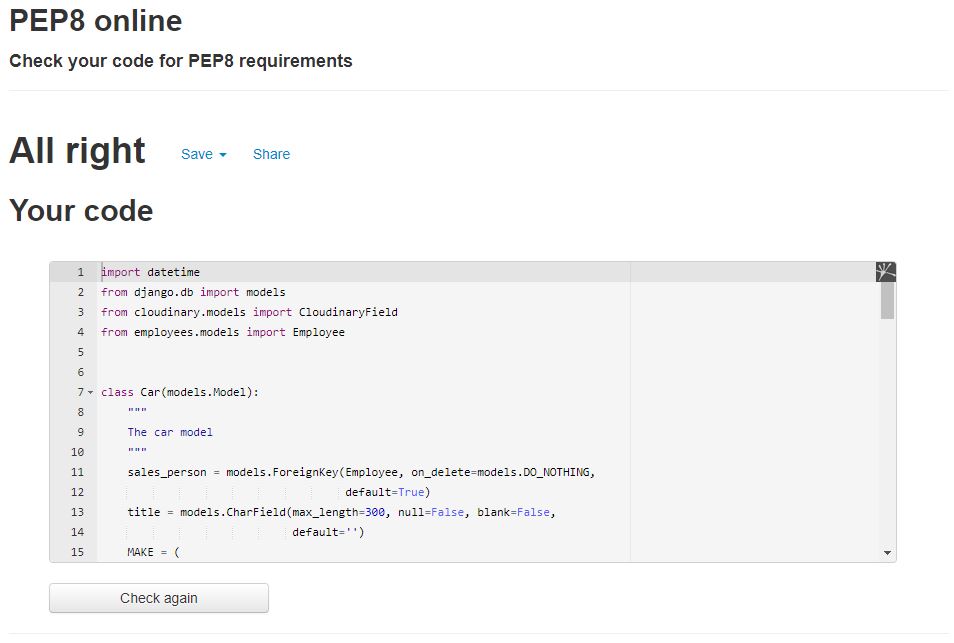 PEP8 online
Check your code for PEP8 requirements
All right Save Share
Your code
1 import datetime
2 from django.db import models
3 from cloudinary.models import CloudinaryField
4 from employees.models import Employee
5
6
7 class Car(models.Model):
8 """
9 The car model
10 """
11 sales_person = models.ForeignKey(Employee, on_delete=models.DO_NOTHING,
12 default=True)
13 title = models.CharField(max_length=300, null=False, blank=False,
14 default='')
15 MAKE = (
Check again